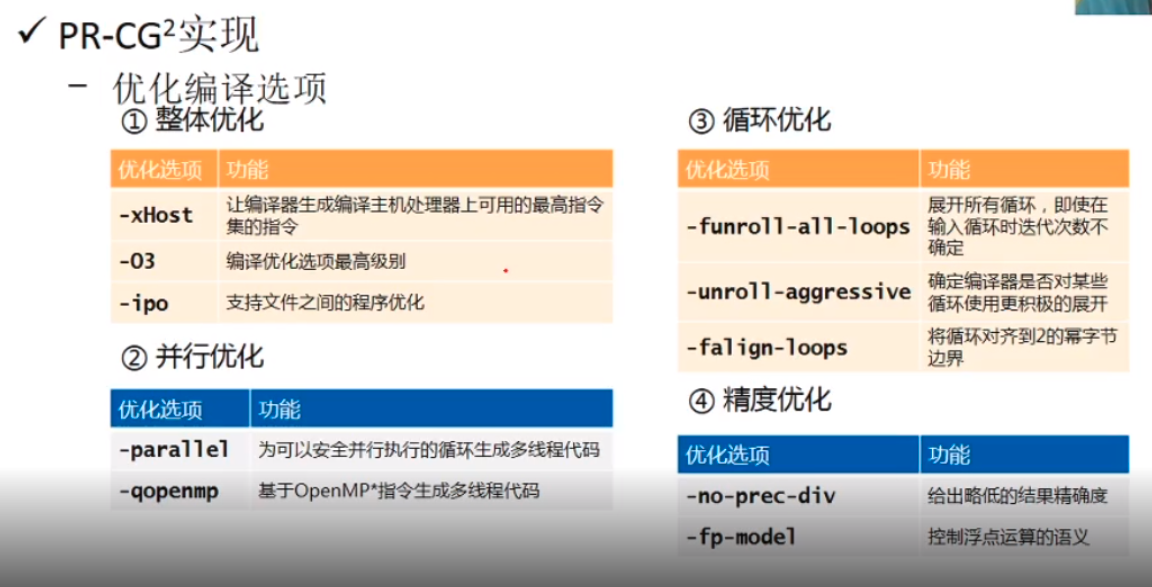 ✓ PR-CG²实现
– 优化编译选项
① 整体优化
优化选项 功能
-xHost 让编译器生成编译主机处理器上可用的最高指令
集的指令
-O3 编译优化选项最高级别
-ipo 支持文件之间的程序优化
② 并行优化
优化选项 功能
-parallel 为可以安全并行执行的循环生成多线程代码
-qopenmp 基于OpenMP*指令生成多线程代码
③ 循环优化
优化选项 功能
-funroll-all-loops 展开所有循环，即使在
输入循环时迭代次数不
确定
-unroll-aggressive 确定编译器是否对某些
循环使用更积极的展开
-falign-loops 将循环对齐到2的幂字节
边界
④ 精度优化
优化选项 功能
-no-prec-div 给出略低的结果精确度
-fp-model 控制浮点运算的语义